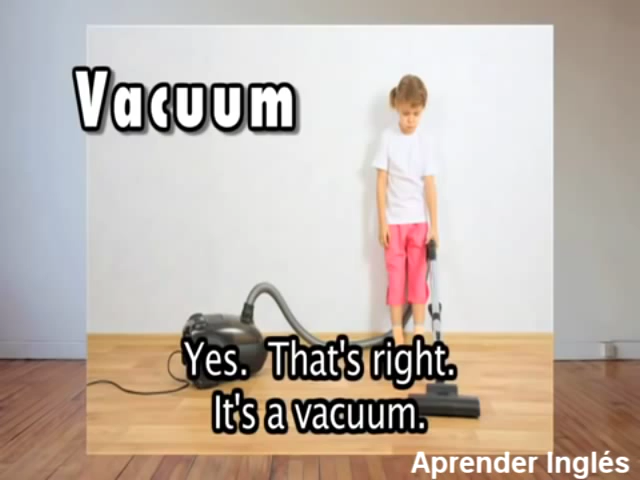 Vacuum
Yes. That's right.
It's a vacuum.
Aprender Inglés